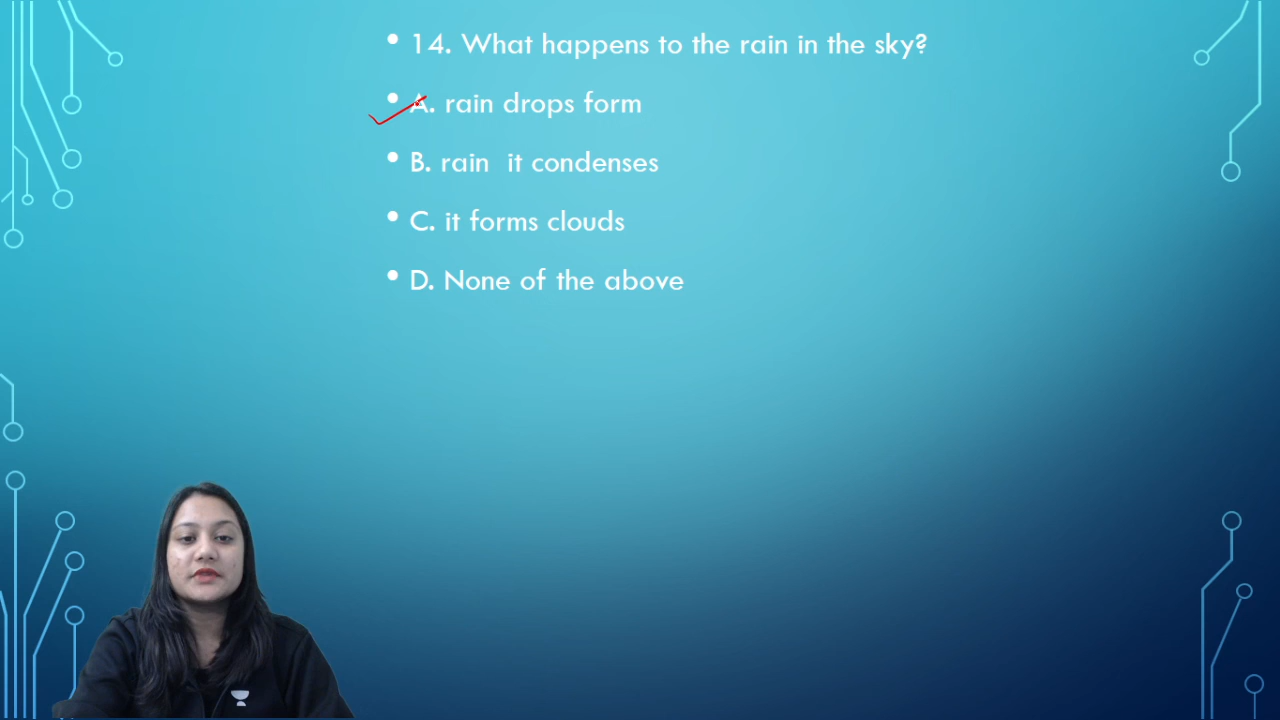 • 14. What happens to the rain in the sky?
• A. rain drops form
• B. rain it condenses
• C. it forms clouds
• D. None of the above